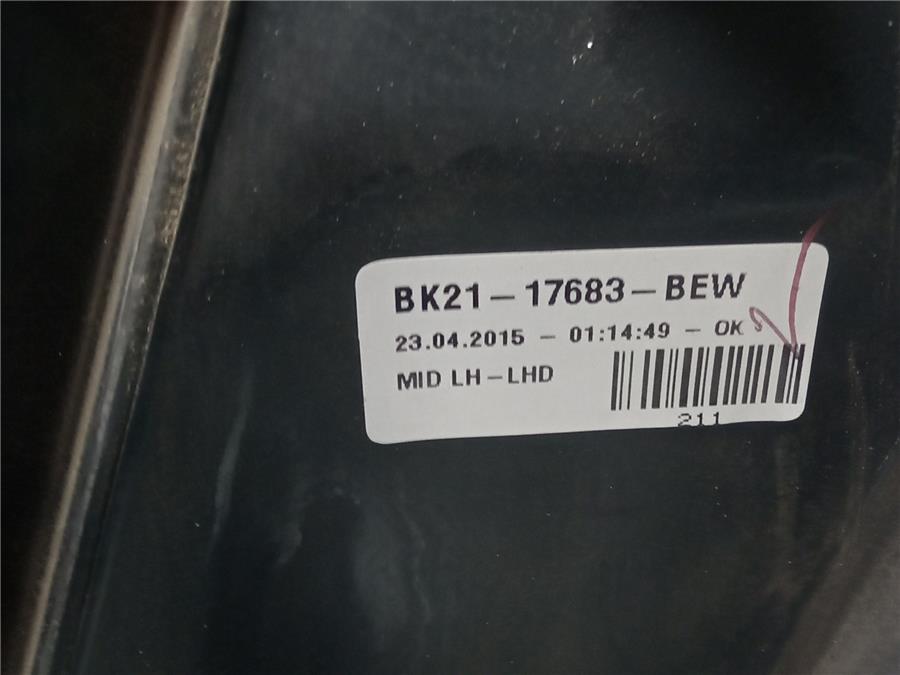 BK21-17683-BEW
23.04.2015 - 01:14:49 - OK
MID LH-LHD
211